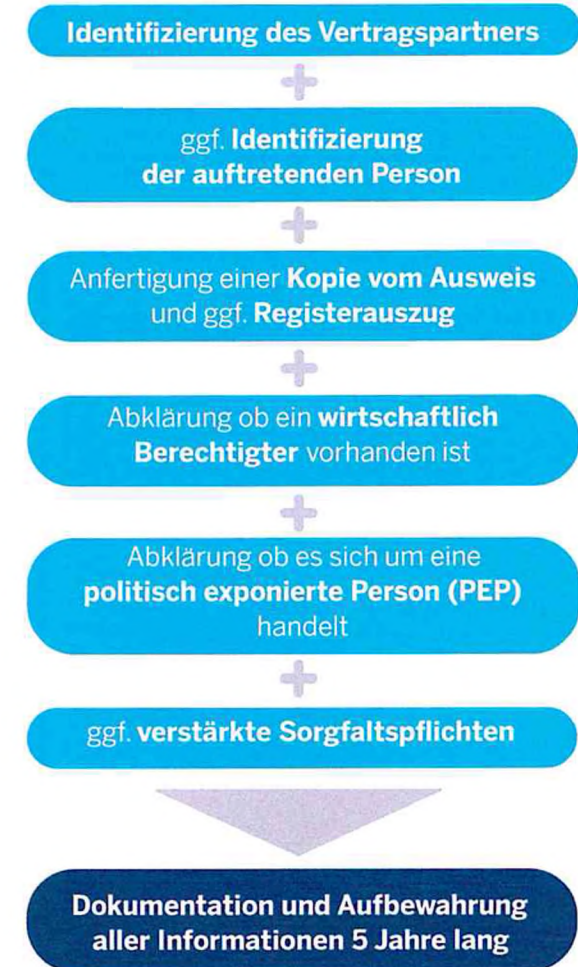 Identifizierung des Vertragspartners
+
ggf. Identifizierung
der auftretenden Person
+
Anfertigung einer Kopie vom Ausweis
und ggf. Registerauszug
+
Abklärung ob ein wirtschaftlich
Berechtigter vorhanden ist
+
Abklärung ob es sich um eine
politisch exponierte Person (PEP)
handelt
+
ggf. verstärkte Sorgfaltspflichten
Dokumentation und Aufbewahrung
aller Informationen 5 Jahre lang